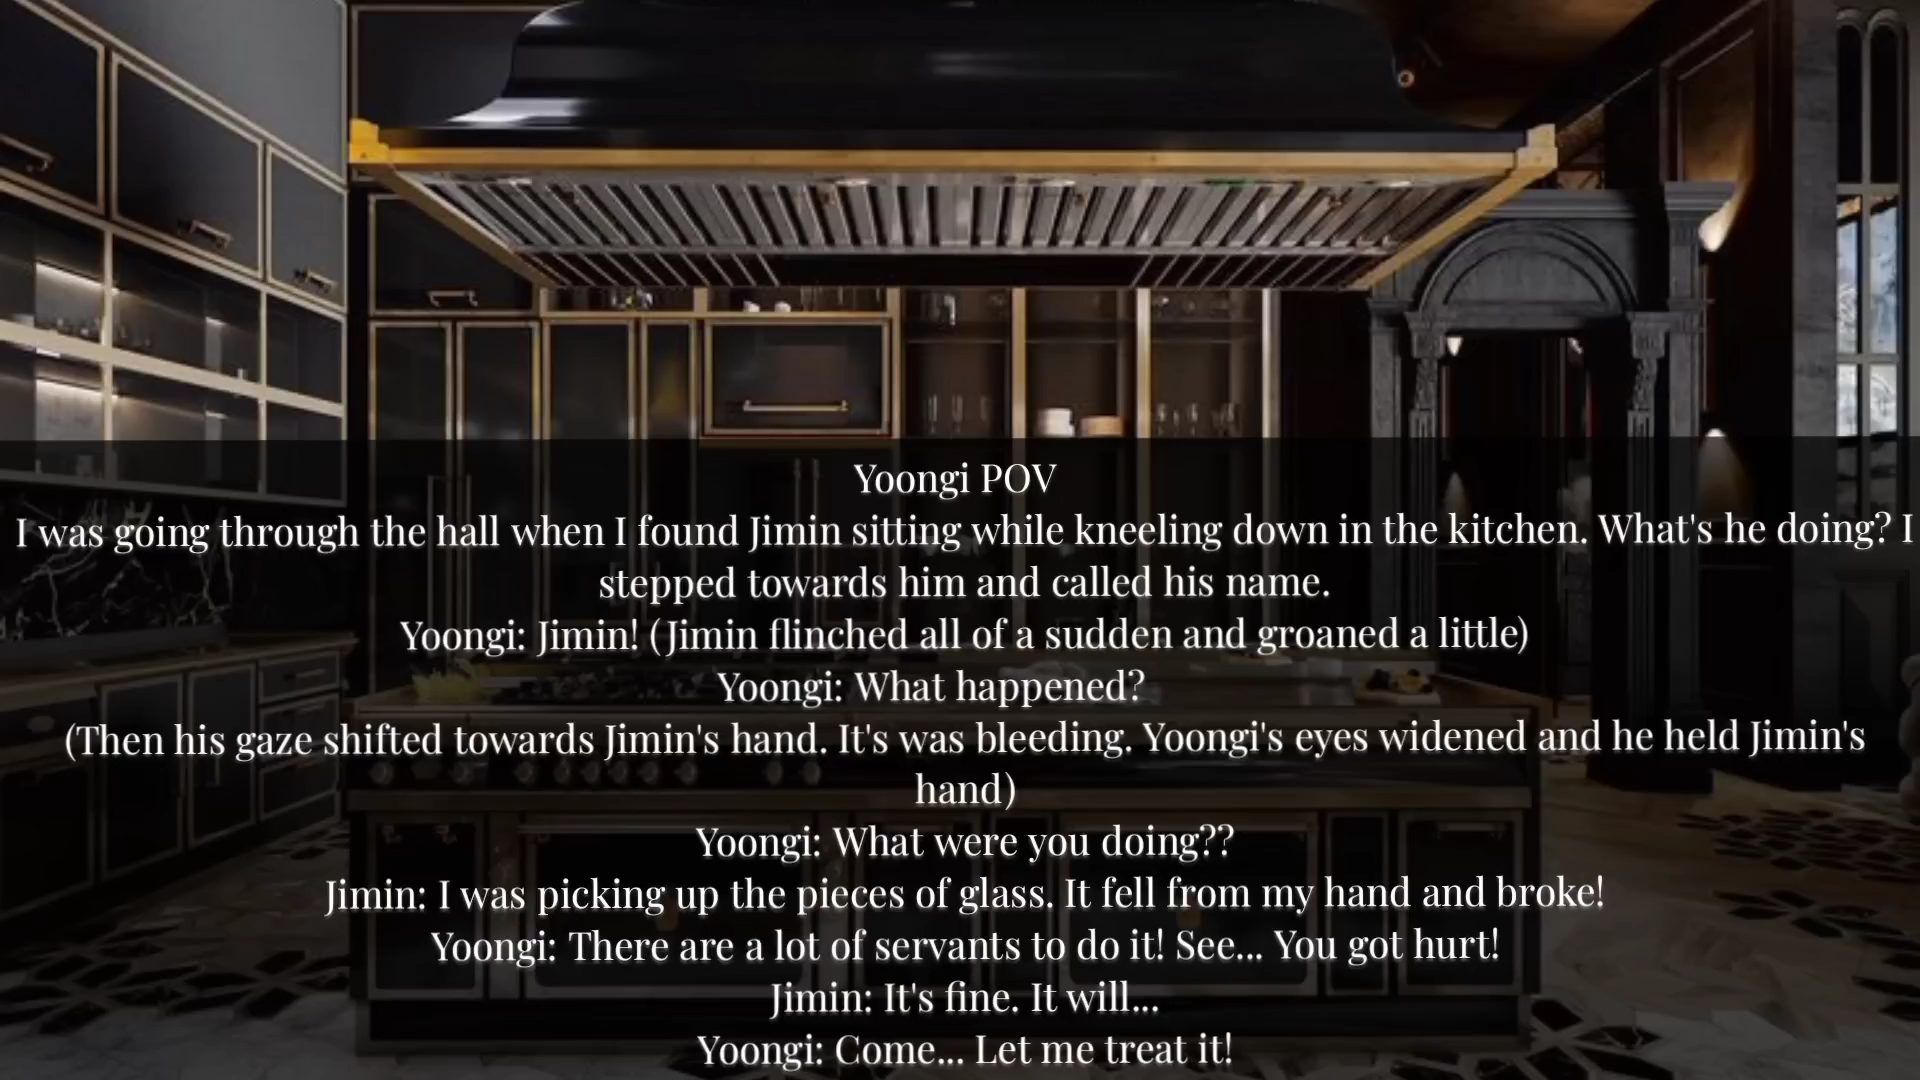 Yoongi POV
I was going through the hall when I found Jimin sitting while kneeling down in the kitchen. What's he doing? I
stepped towards him and called his name.
Yoongi: Jimin! (Jimin flinched all of a sudden and groaned a little)
Yoongi: What happened?
(Then his gaze shifted towards Jimin's hand. It's was bleeding. Yoongi's eyes widened and he held Jimin's
hand)
Yoongi: What were you doing??
Jimin: I was picking up the pieces of glass. It fell from my hand and broke!
Yoongi: There are a lot of servants to do it! See... You got hurt!
Jimin: It's fine. It will...
Yoongi: Come... Let me treat it!